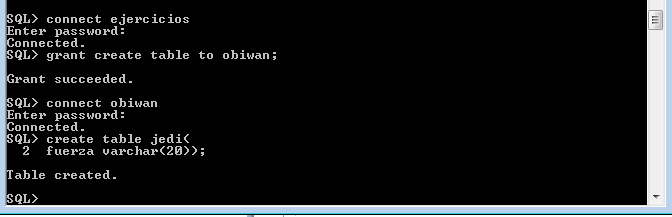 SQL> connect ejercicios
Enter password:
Connected.
SQL> grant create table to obiwan;
Grant succeeded.
SQL> connect obiwan
Enter password:
Connected.
SQL> create table jedi(
  2  fuerza varchar(20));
Table created.
SQL>